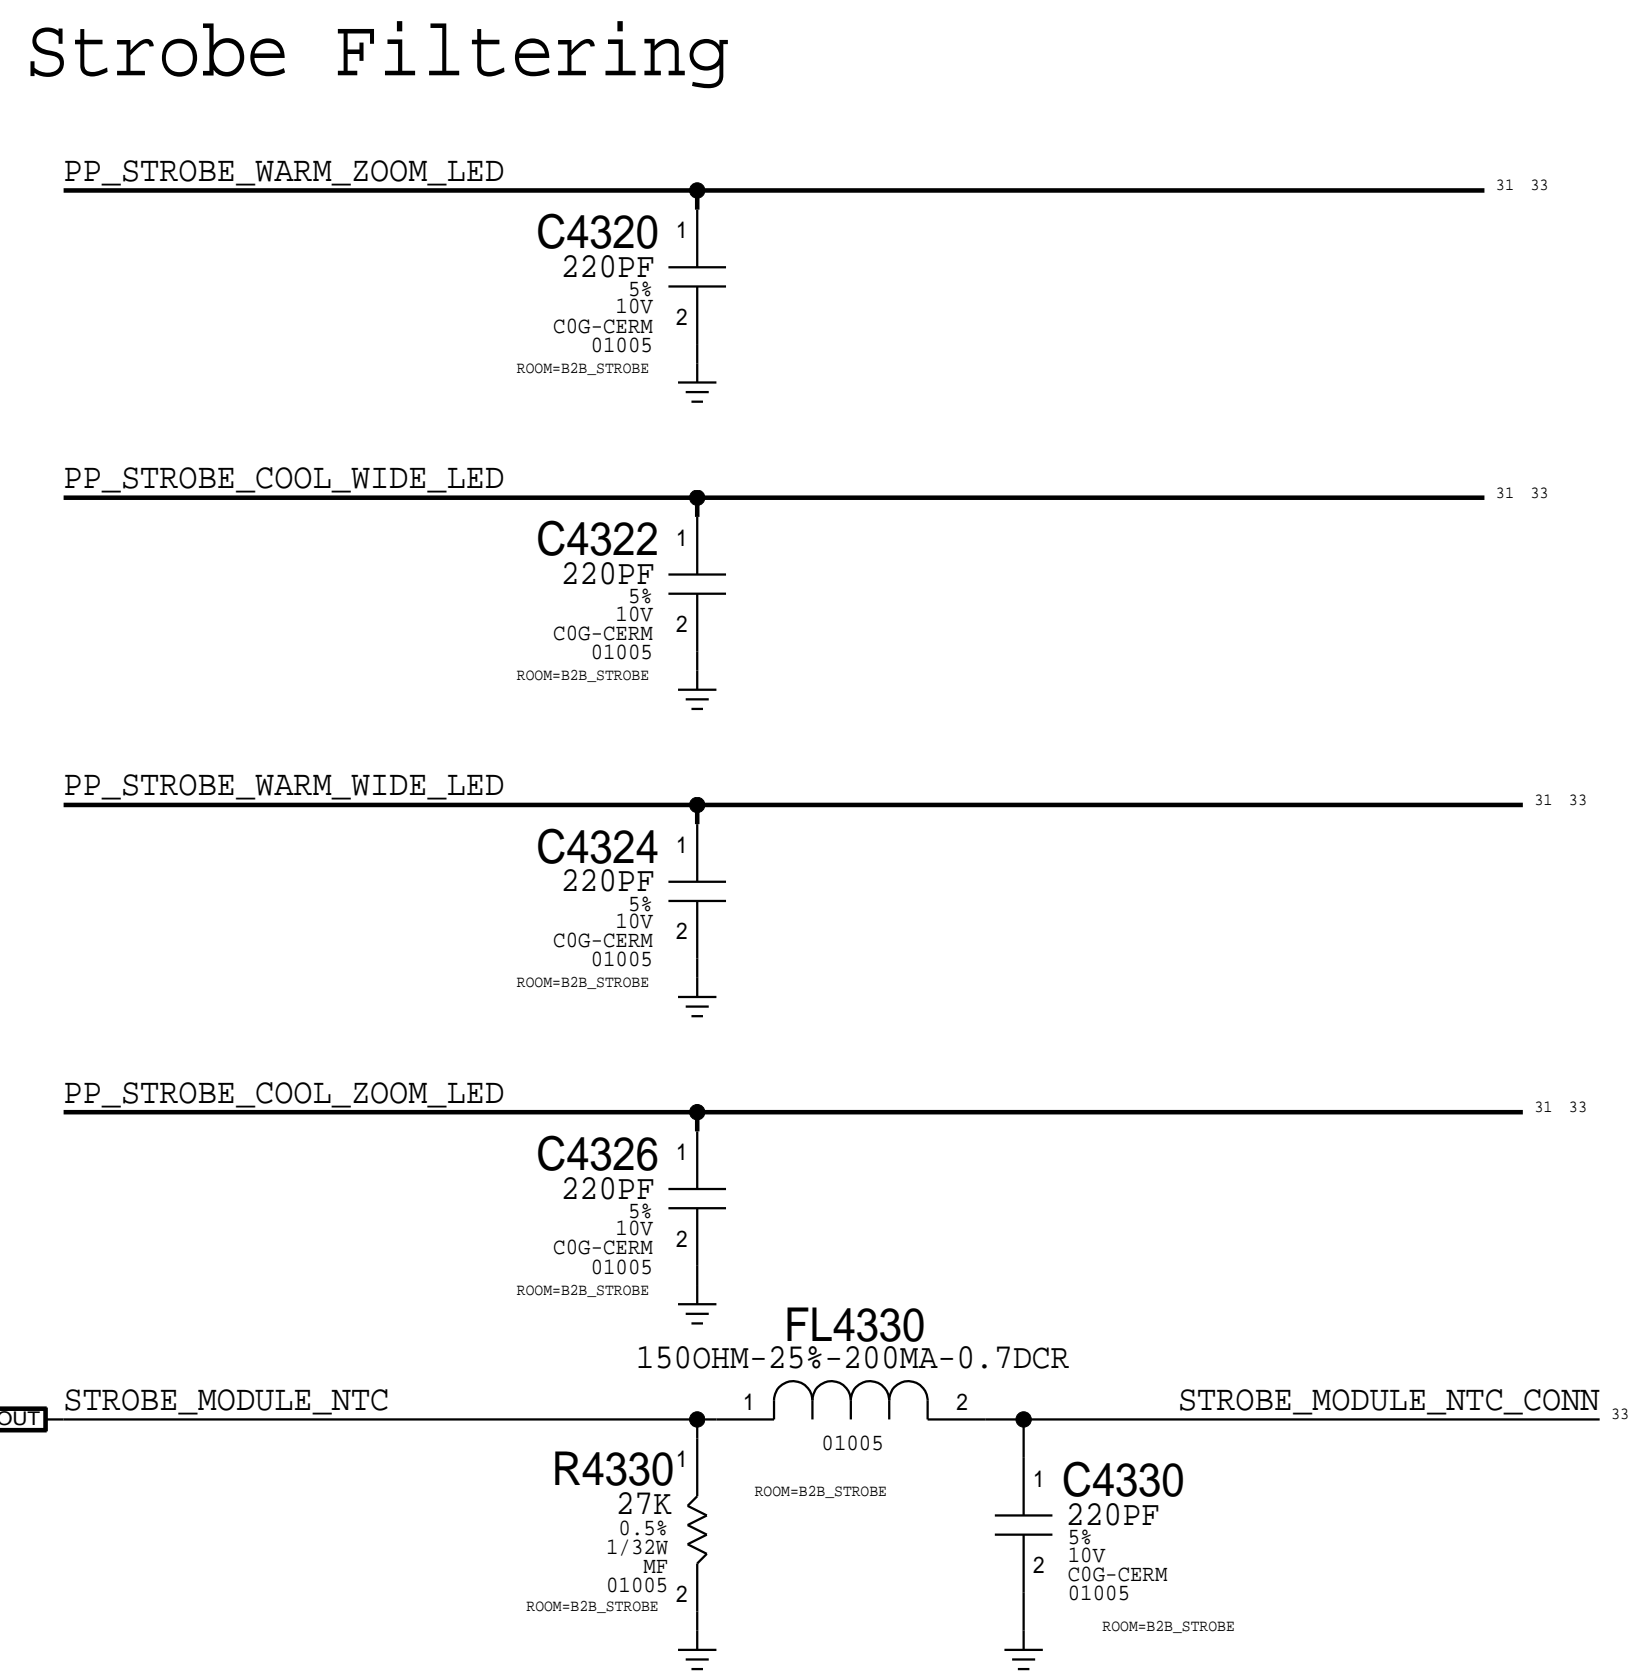 Strobe Filtering
PP_STROBE_WARM_ZOOM_LED
31 33
C4320 1
220PF
5%
10V
2
C0G-CERM
01005
ROOM=B2B_STROBE
PP_STROBE_COOL_WIDE_LED
31 33
C4322 1
220PF
5%
10V
2
C0G-CERM
01005
ROOM=B2B_STROBE
PP_STROBE_WARM_WIDE_LED
31 33
C4324 1
220PF
5%
10V
2
C0G-CERM
01005
ROOM=B2B_STROBE
PP_STROBE_COOL_ZOOM_LED
31 33
C4326 1
220PF
5%
10V
2
C0G-CERM
01005
ROOM=B2B_STROBE
FL4330
150OHM-25%-200MA-0.7DCR
OUT STROBE_MODULE_NTC
1 2
STROBE_MODULE_NTC_CONN 33
01005
ROOM=B2B_STROBE
R4330 1
27K
0.5%
1/32W
MF
01005 2
ROOM=B2B_STROBE
1 C4330
220PF
5%
10V
2
C0G-CERM
01005
ROOM=B2B_STROBE